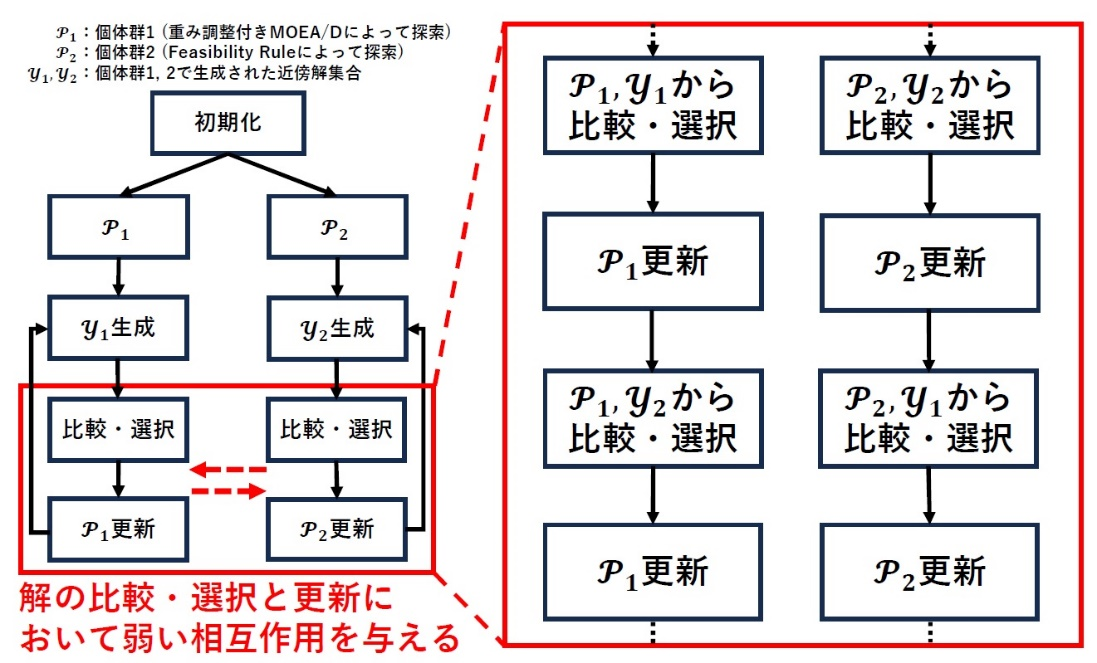 𝒫₁：個体群1 (重み調整付きMOEA/Dによって探索)
𝒫₂：個体群2 (Feasibility Ruleによって探索)
𝒴₁,𝒴₂：個体群1, 2で生成された近傍解集合
初期化
𝒫₁
𝒫₂
𝒴₁生成
𝒴₂生成
比較・選択
比較・選択
𝒫₁更新
𝒫₂更新
解の比較・選択と更新に
おいて弱い相互作用を与える
𝒫₁,𝒴₁から
比較・選択
𝒫₂,𝒴₂から
比較・選択
𝒫₁更新
𝒫₂更新
𝒫₁,𝒴₂から
比較・選択
𝒫₂,𝒴₁から
比較・選択
𝒫₁更新
𝒫₂更新